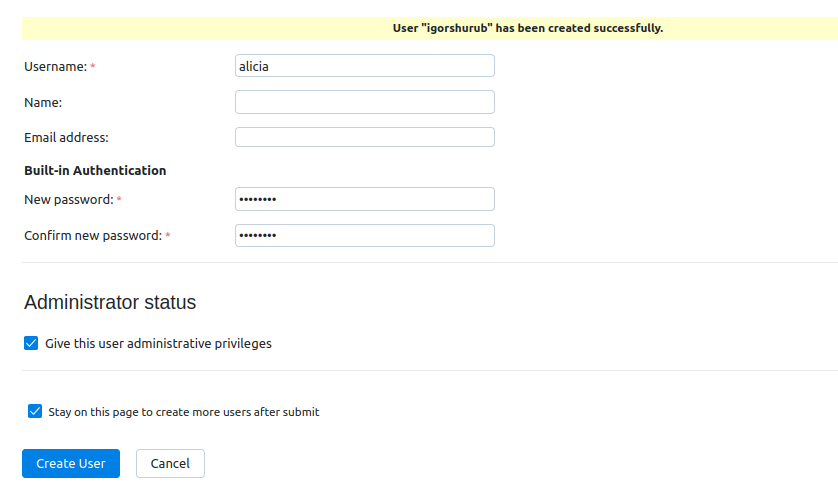 User "igorshurub" has been created successfully.
Username: * alicia
Name:
Email address:
Built-in Authentication
New password: * ••••••••
Confirm new password: * ••••••••
Administrator status
Give this user administrative privileges
Stay on this page to create more users after submit
Create User Cancel